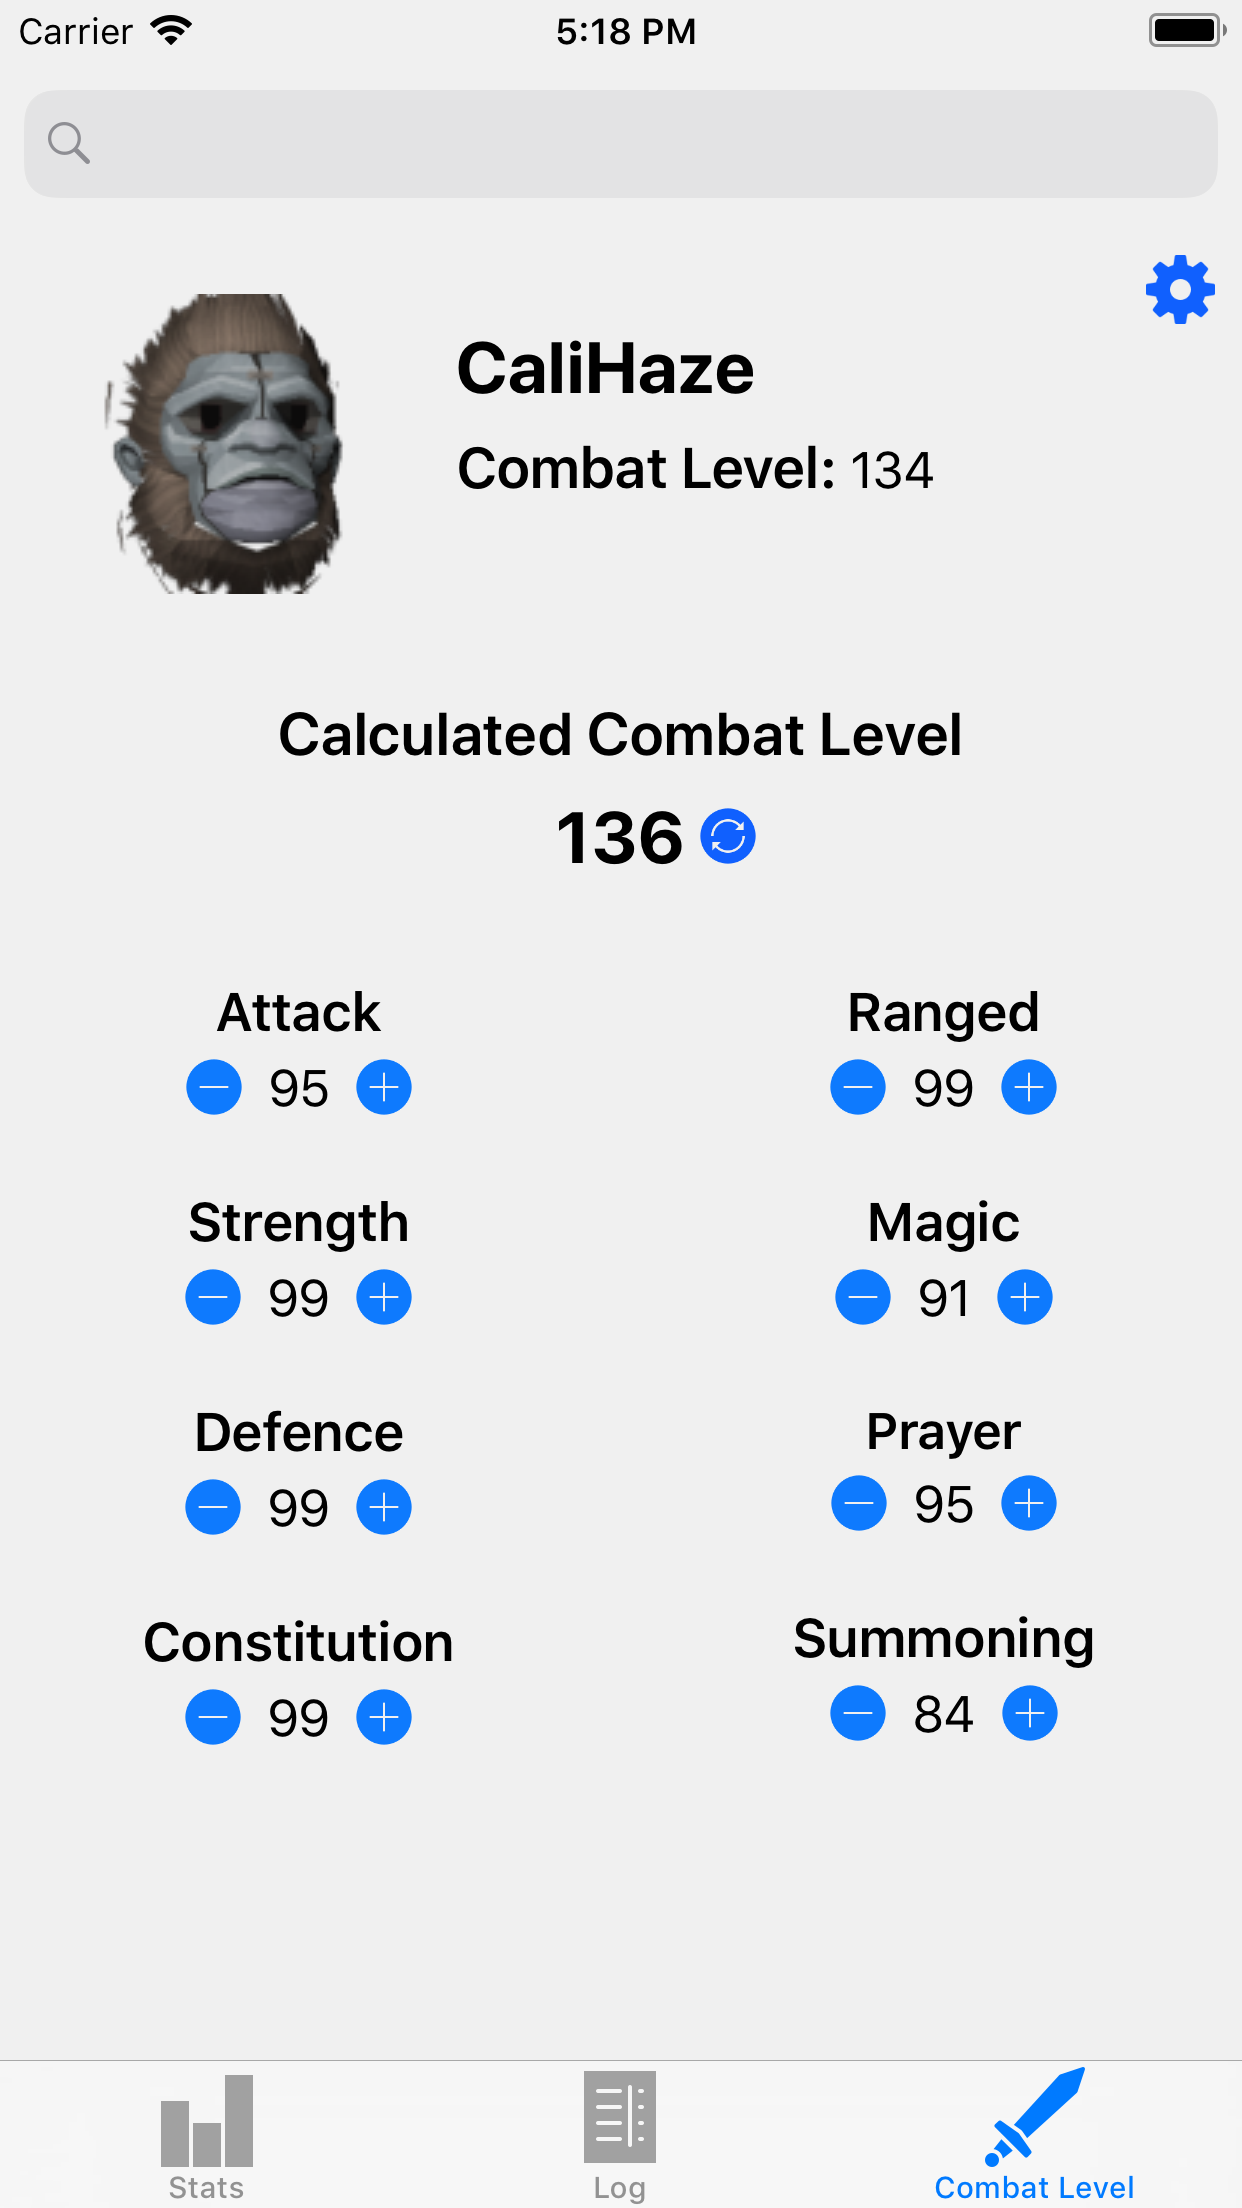 Carrier 5:18 PM
CaliHaze
Combat Level: 134
Calculated Combat Level
136
Attack
95
Ranged
99
Strength
99
Magic
91
Defence
99
Prayer
95
Constitution
99
Summoning
84
Stats
Log
Combat Level